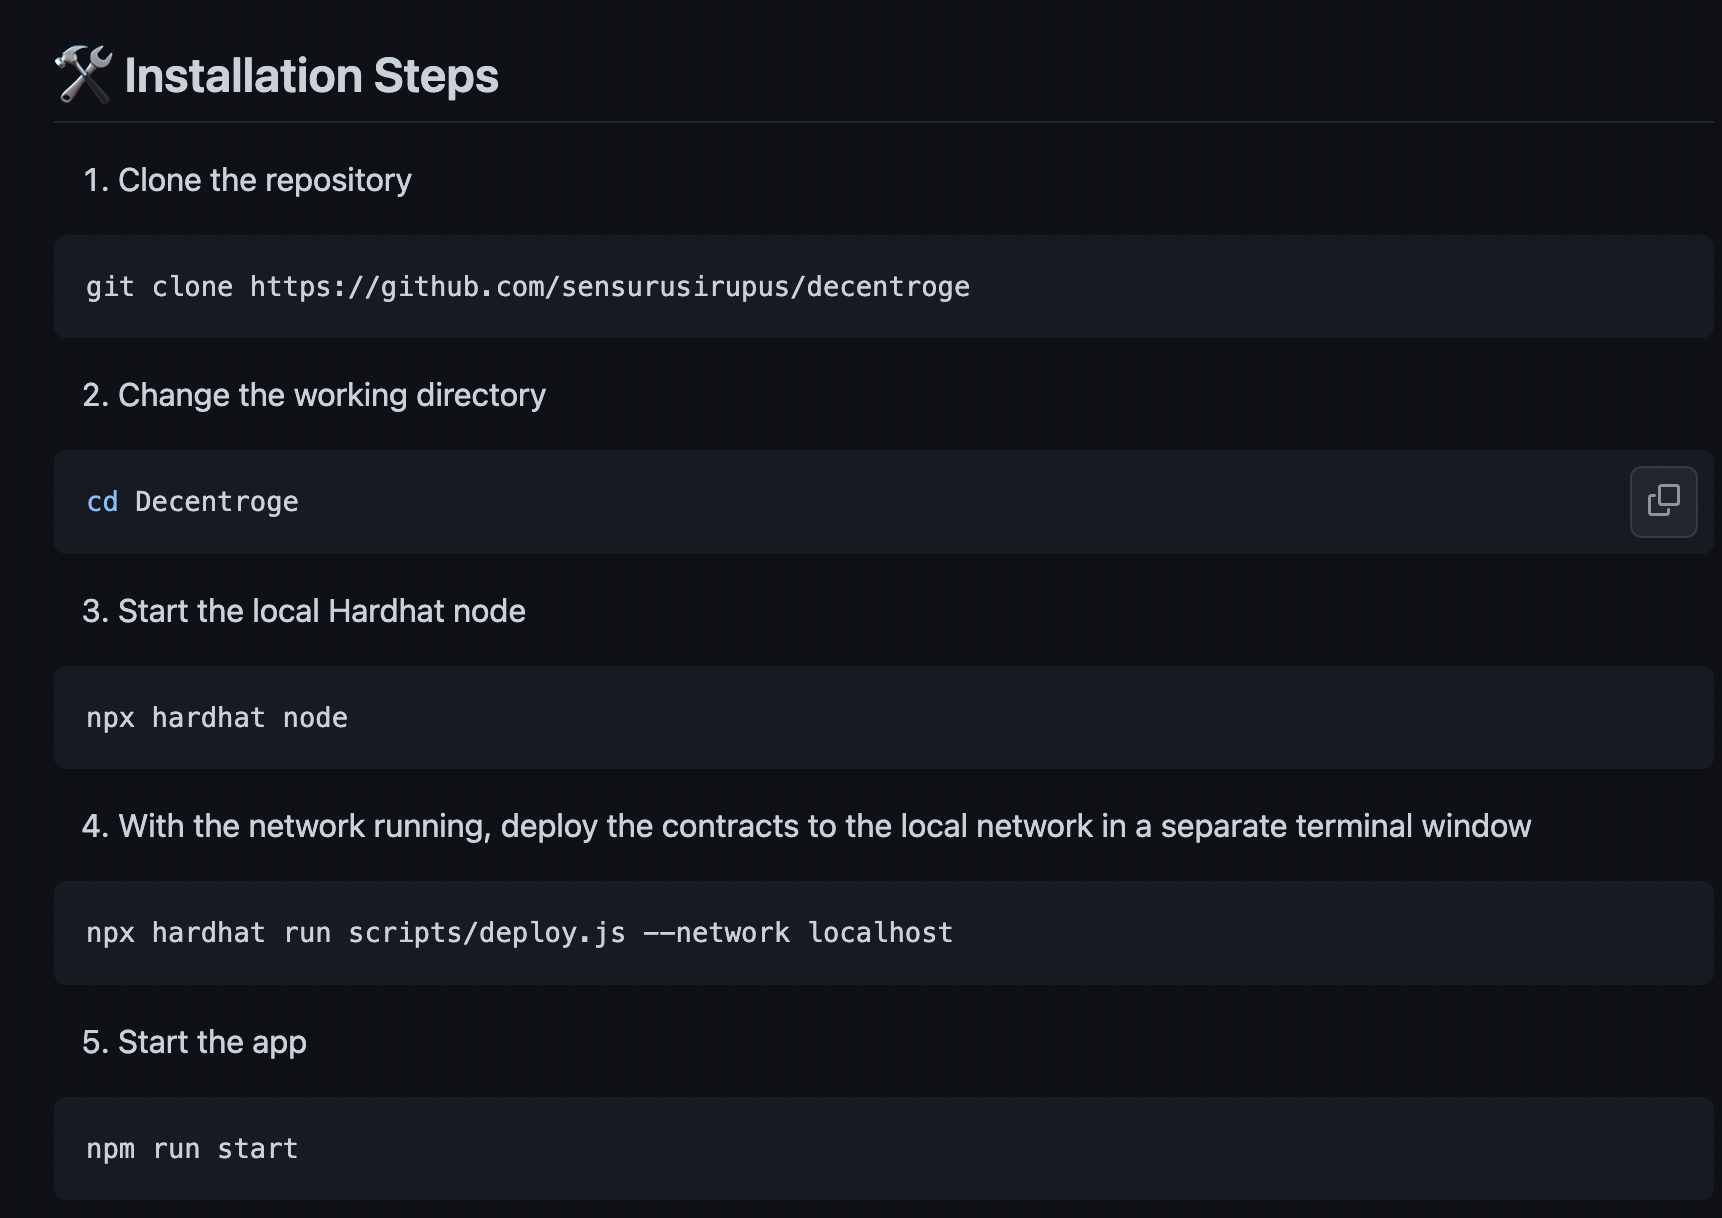 🛠 Installation Steps
1. Clone the repository
git clone https://github.com/sensurusirupus/decentroge
2. Change the working directory
cd Decentroge
3. Start the local Hardhat node
npx hardhat node
4. With the network running, deploy the contracts to the local network in a separate terminal window
npx hardhat run scripts/deploy.js --network localhost
5. Start the app
npm run start